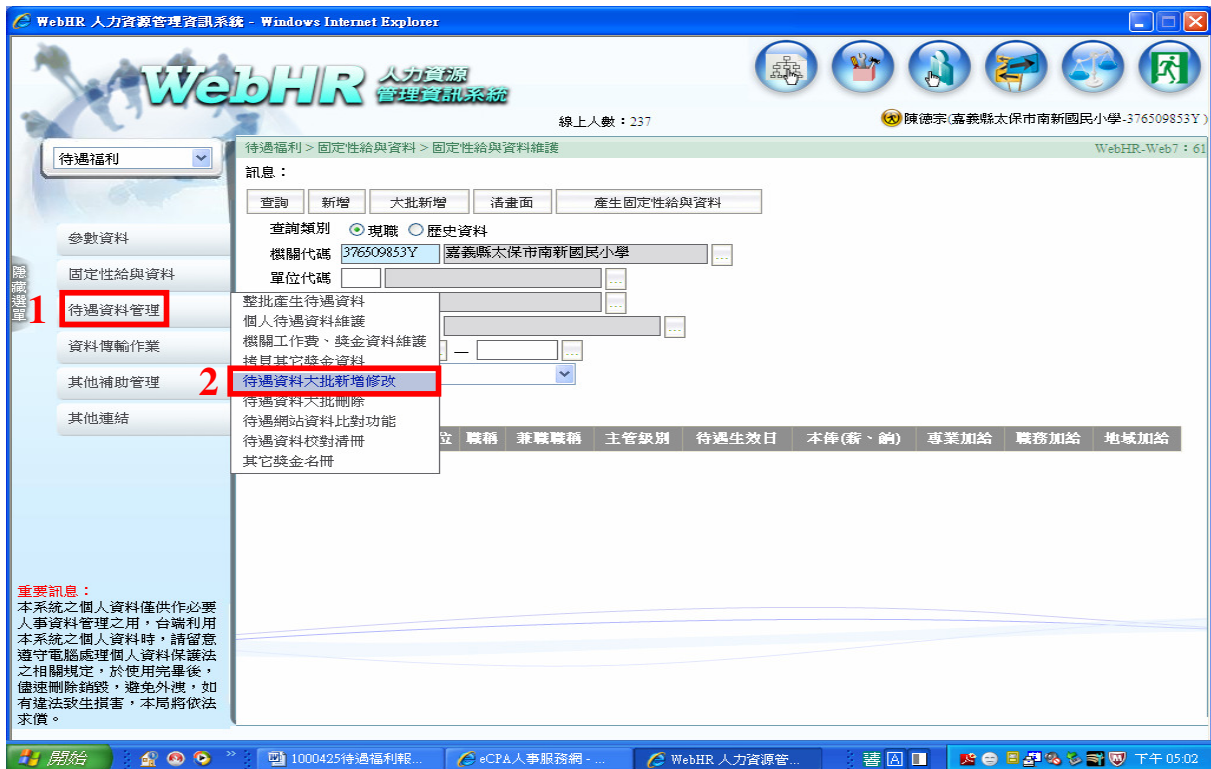 WebHR 人力資源管理資訊系統 - Windows Internet Explorer
WebHR 人力資源
管理資訊系統
線上人數：237
陳德宗(嘉義縣太保市南新國民小學-376509853Y)
待遇福利
待遇福利 > 固定性給與資料 > 固定性給與資料維護
WebHR-Web7：61
訊息：
查詢 新增 大批新增 清畫面 產生固定性給與資料
查詢類別 現職 歷史資料
機關代碼 376509853Y 嘉義縣太保市南新國民小學 ...
單位代碼 ...
參數資料
固定性給與資料
隱藏選單
1 待遇資料管理
資料傳輸作業
其他補助管理
其他連結
整批產生待遇資料
個人待遇資料維護
機關工作費、獎金資料維護
拷貝其它獎金資料
2 待遇資料大批新增修改
待遇資料大批刪除
待遇網站資料比對功能
待遇資料校對清冊
其它獎金名冊
...
...
... — ...
位 職稱 兼職職稱 主管級別 待遇生效日 本俸(薪、餉) 專業加給 職務加給 地域加給
重要訊息：
本系統之個人資料僅供作必要
人事資料管理之用，台端利用
本系統之個人資料時，請留意
遵守電腦處理個人資料保護法
之相關規定，於使用完畢後，
儘速刪除銷毀，避免外洩，如
有違法致生損害，本局將依法
求償。
開始 » 1000425待遇福利報... eCPA人事服務網 - ... WebHR 人力資源管... A 下午 05:02